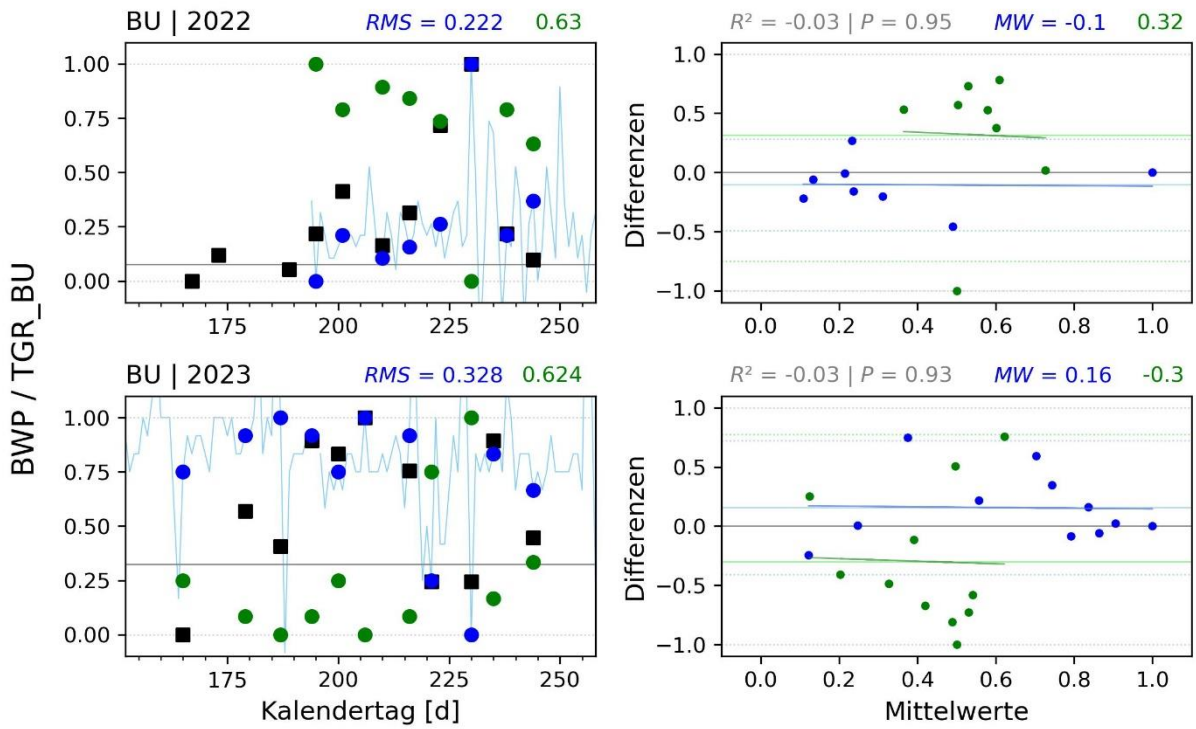 BU | 2022 RMS = 0.222 0.63
R² = -0.03 | P = 0.95 MW = -0.1 0.32
1.00
0.75
0.50
0.25
0.00
175 200 225 250
Differenzen
1.0
0.5
0.0
−0.5
−1.0
0.0 0.2 0.4 0.6 0.8 1.0
BWP / TGR_BU
BU | 2023 RMS = 0.328 0.624
R² = -0.03 | P = 0.93 MW = 0.16 -0.3
1.00
0.75
0.50
0.25
0.00
175 200 225 250
Kalendertag [d]
Differenzen
1.0
0.5
0.0
−0.5
−1.0
0.0 0.2 0.4 0.6 0.8 1.0
Mittelwerte